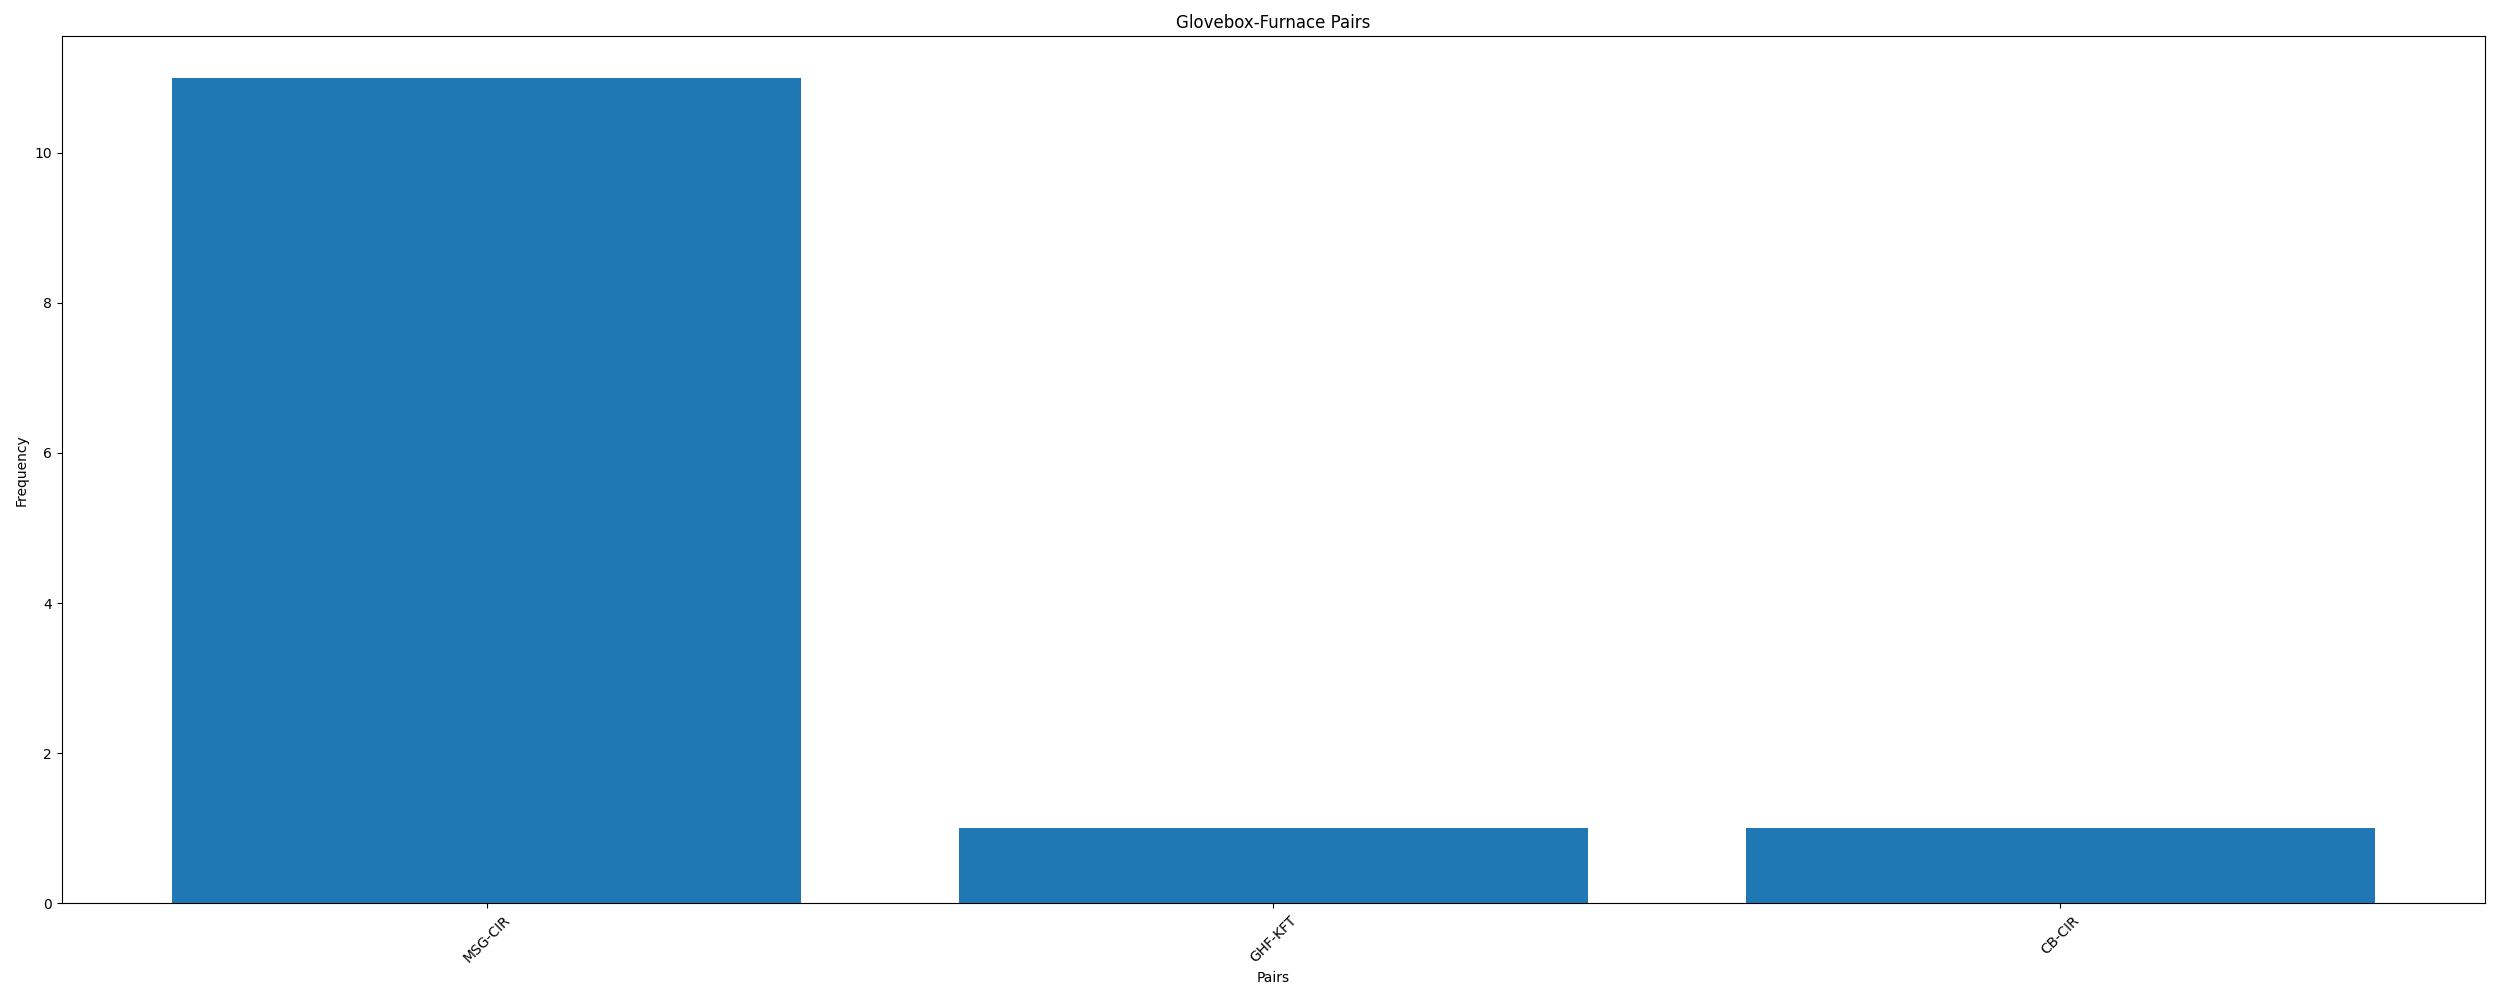 Glovebox-Furnace Pairs
Frequency
10
8
6
4
2
0
MSG-CIR
GHF-KFT
CB-CIR
Pairs